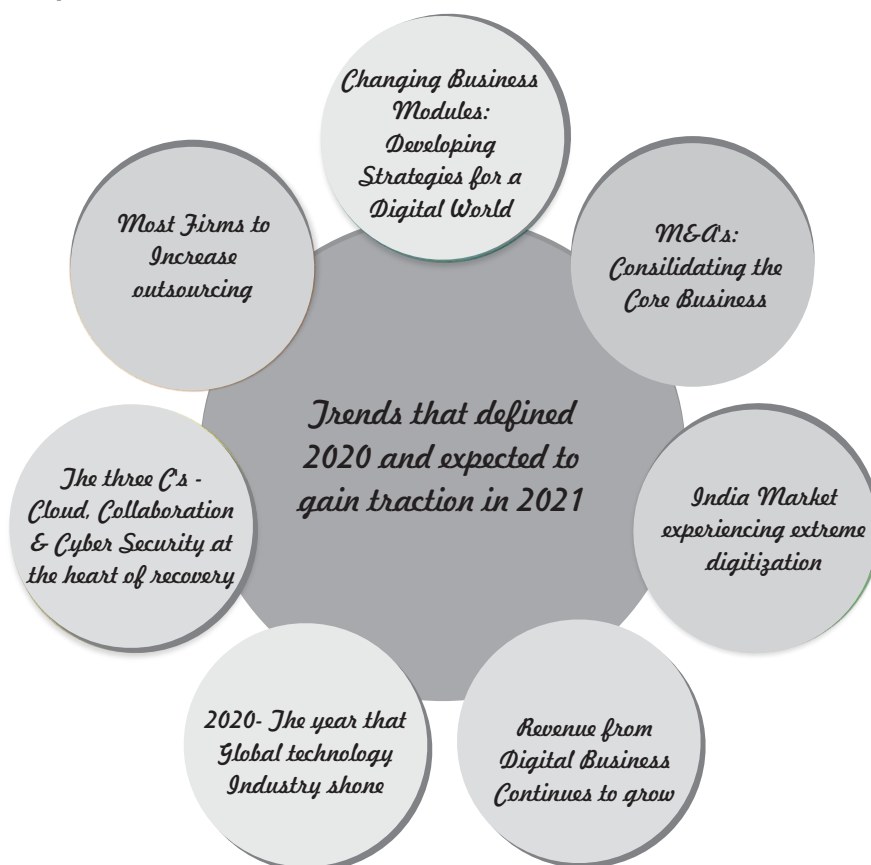 Changing Business
Modules:
Developing
Strategies for a
Digital World
M&A's:
Consilidating the
Core Business
India Market
experiencing extreme
digitization
Revenue from
Digital Business
Continues to grow
2020- The year that
Global technology
Industry shone
The three C's -
Cloud, Collaboration
& Cyber Security at
the heart of recovery
Most Firms to
Increase
outsourcing
Trends that defined
2020 and expected to
gain traction in 2021